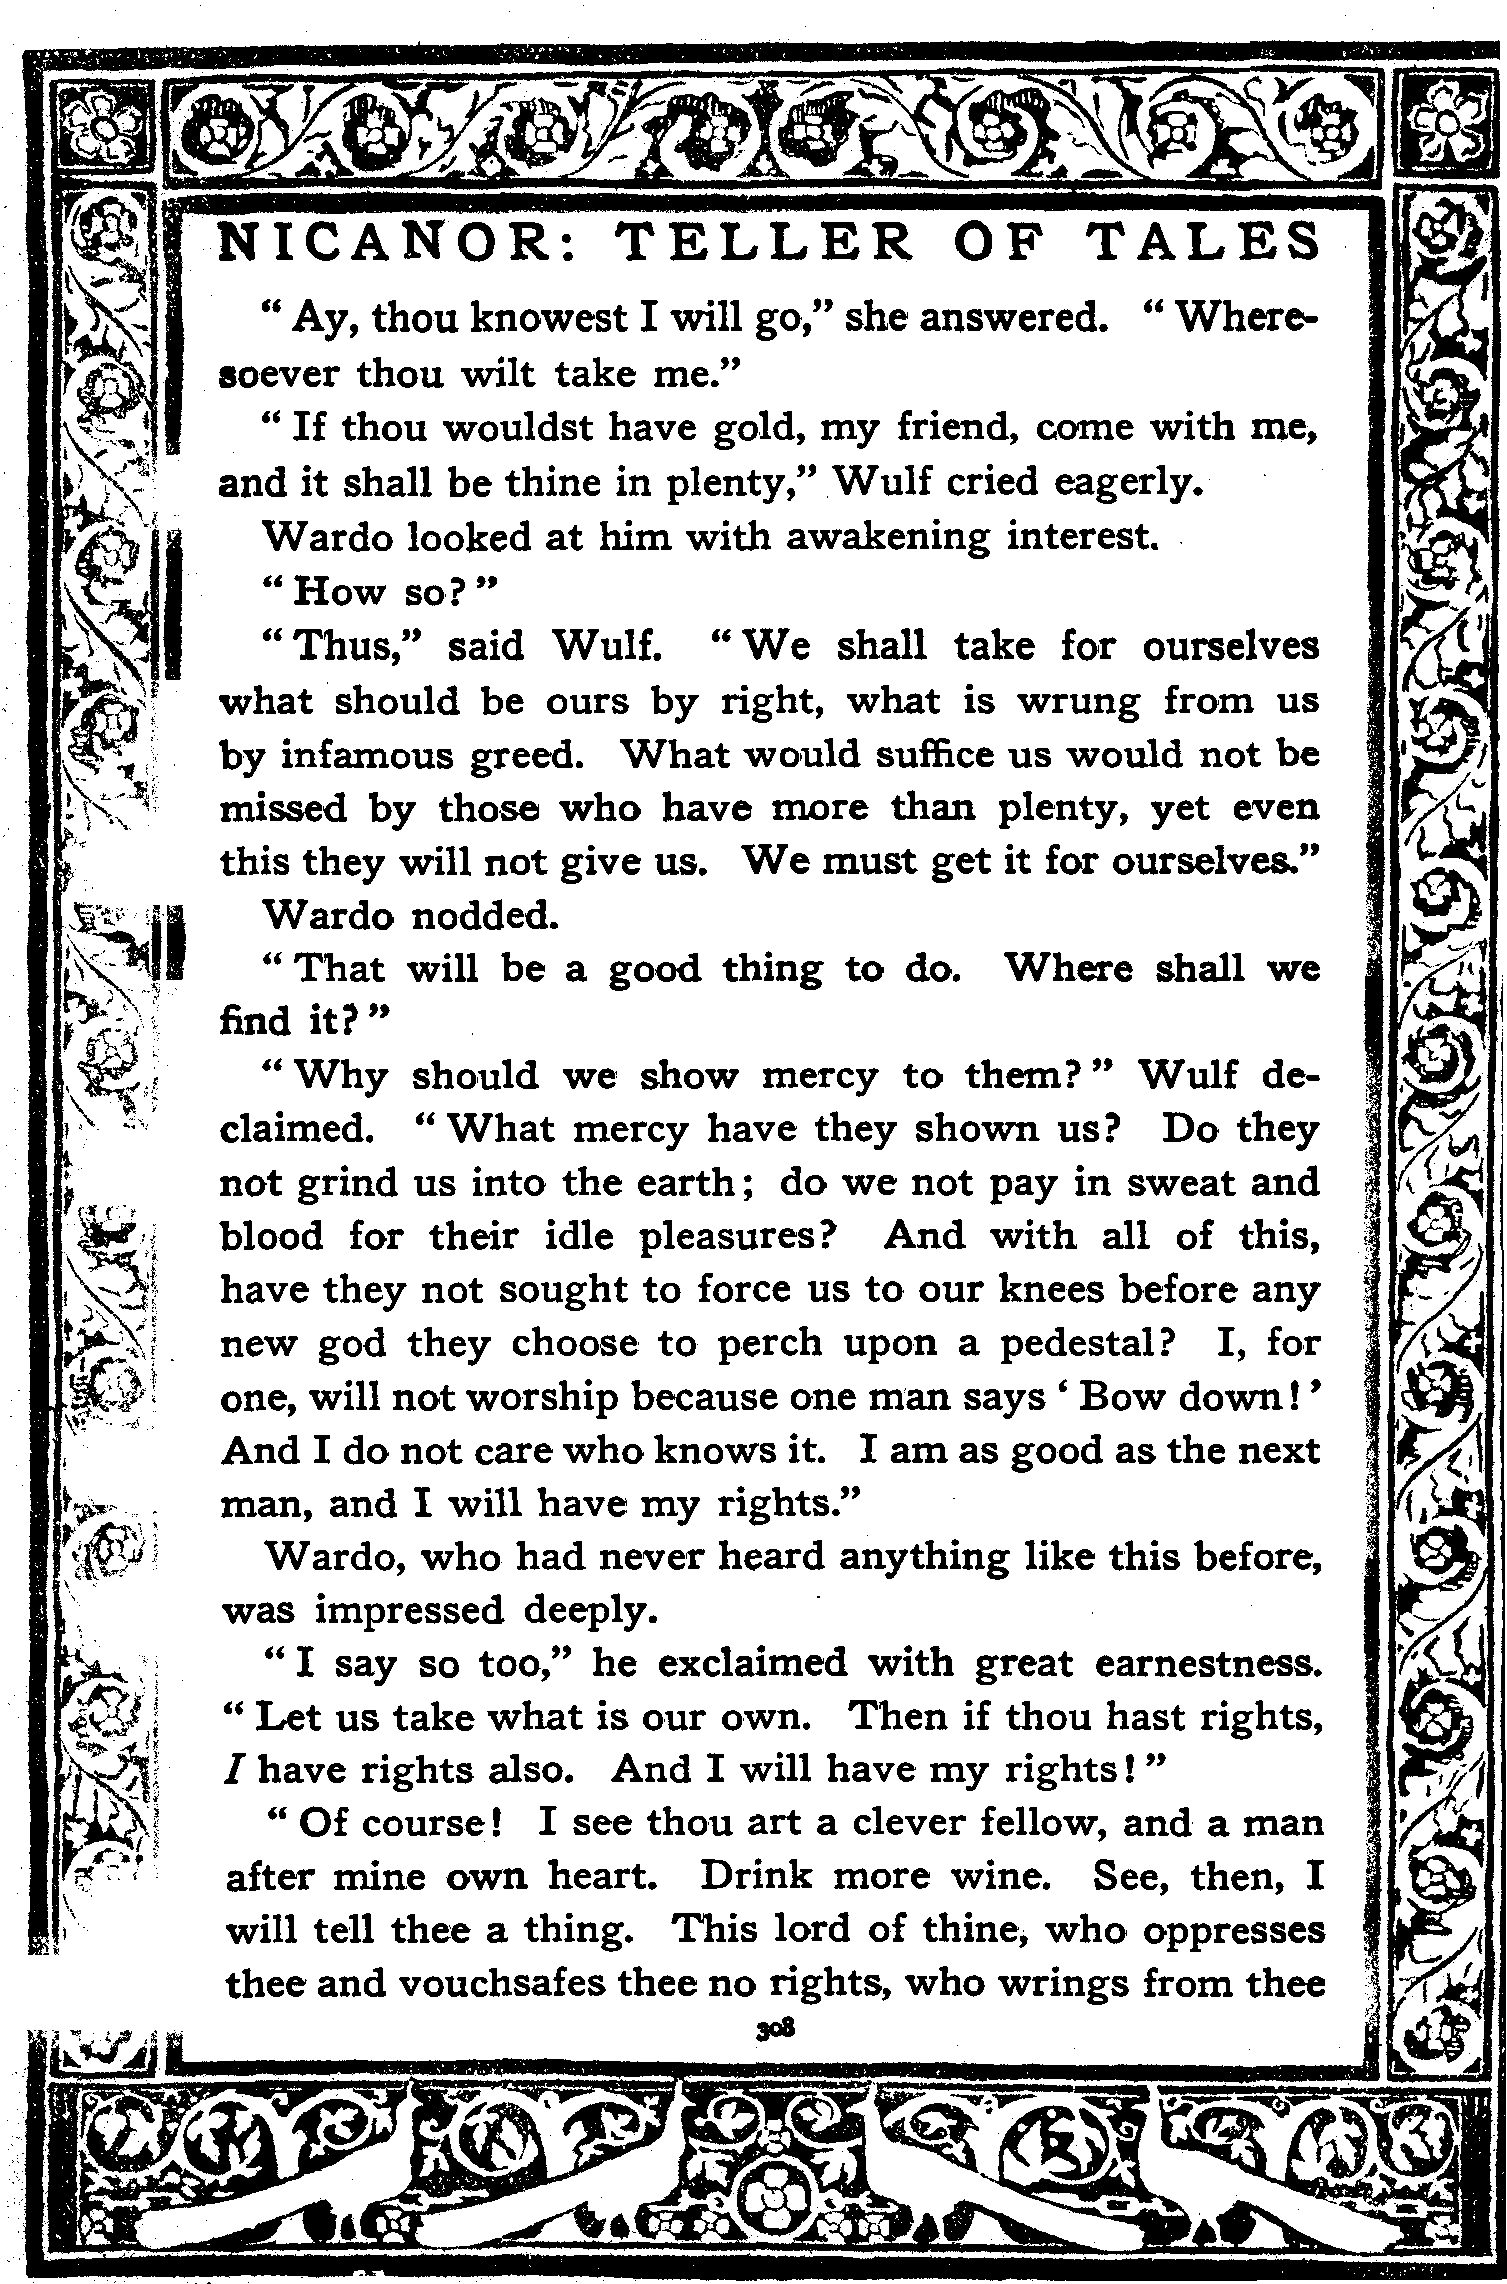 NICANOR: TELLER OF TALES
“Ay, thou knowest I will go,” she answered. “Where-
soever thou wilt take me.”
“If thou wouldst have gold, my friend, come with me,
and it shall be thine in plenty,” Wulf cried eagerly.
Wardo looked at him with awakening interest.
“How so?”
“Thus,” said Wulf. “We shall take for ourselves
what should be ours by right, what is wrung from us
by infamous greed. What would suffice us would not be
missed by those who have more than plenty, yet even
this they will not give us. We must get it for ourselves.”
Wardo nodded.
“That will be a good thing to do. Where shall we
find it?”
“Why should we show mercy to them?” Wulf de-
claimed. “What mercy have they shown us? Do they
not grind us into the earth; do we not pay in sweat and
blood for their idle pleasures? And with all of this,
have they not sought to force us to our knees before any
new god they choose to perch upon a pedestal? I, for
one, will not worship because one man says ‘Bow down!’
And I do not care who knows it. I am as good as the next
man, and I will have my rights.”
Wardo, who had never heard anything like this before,
was impressed deeply.
“I say so too,” he exclaimed with great earnestness.
“Let us take what is our own. Then if thou hast rights,
I have rights also. And I will have my rights!”
“Of course! I see thou art a clever fellow, and a man
after mine own heart. Drink more wine. See, then, I
will tell thee a thing. This lord of thine, who oppresses
thee and vouchsafes thee no rights, who wrings from thee
308